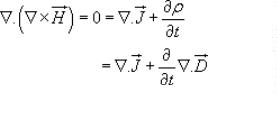 ∇.(∇×H⃗) = 0 = ∇.J⃗ + ∂ρ/∂t
= ∇.J⃗ + ∂/∂t ∇.D⃗